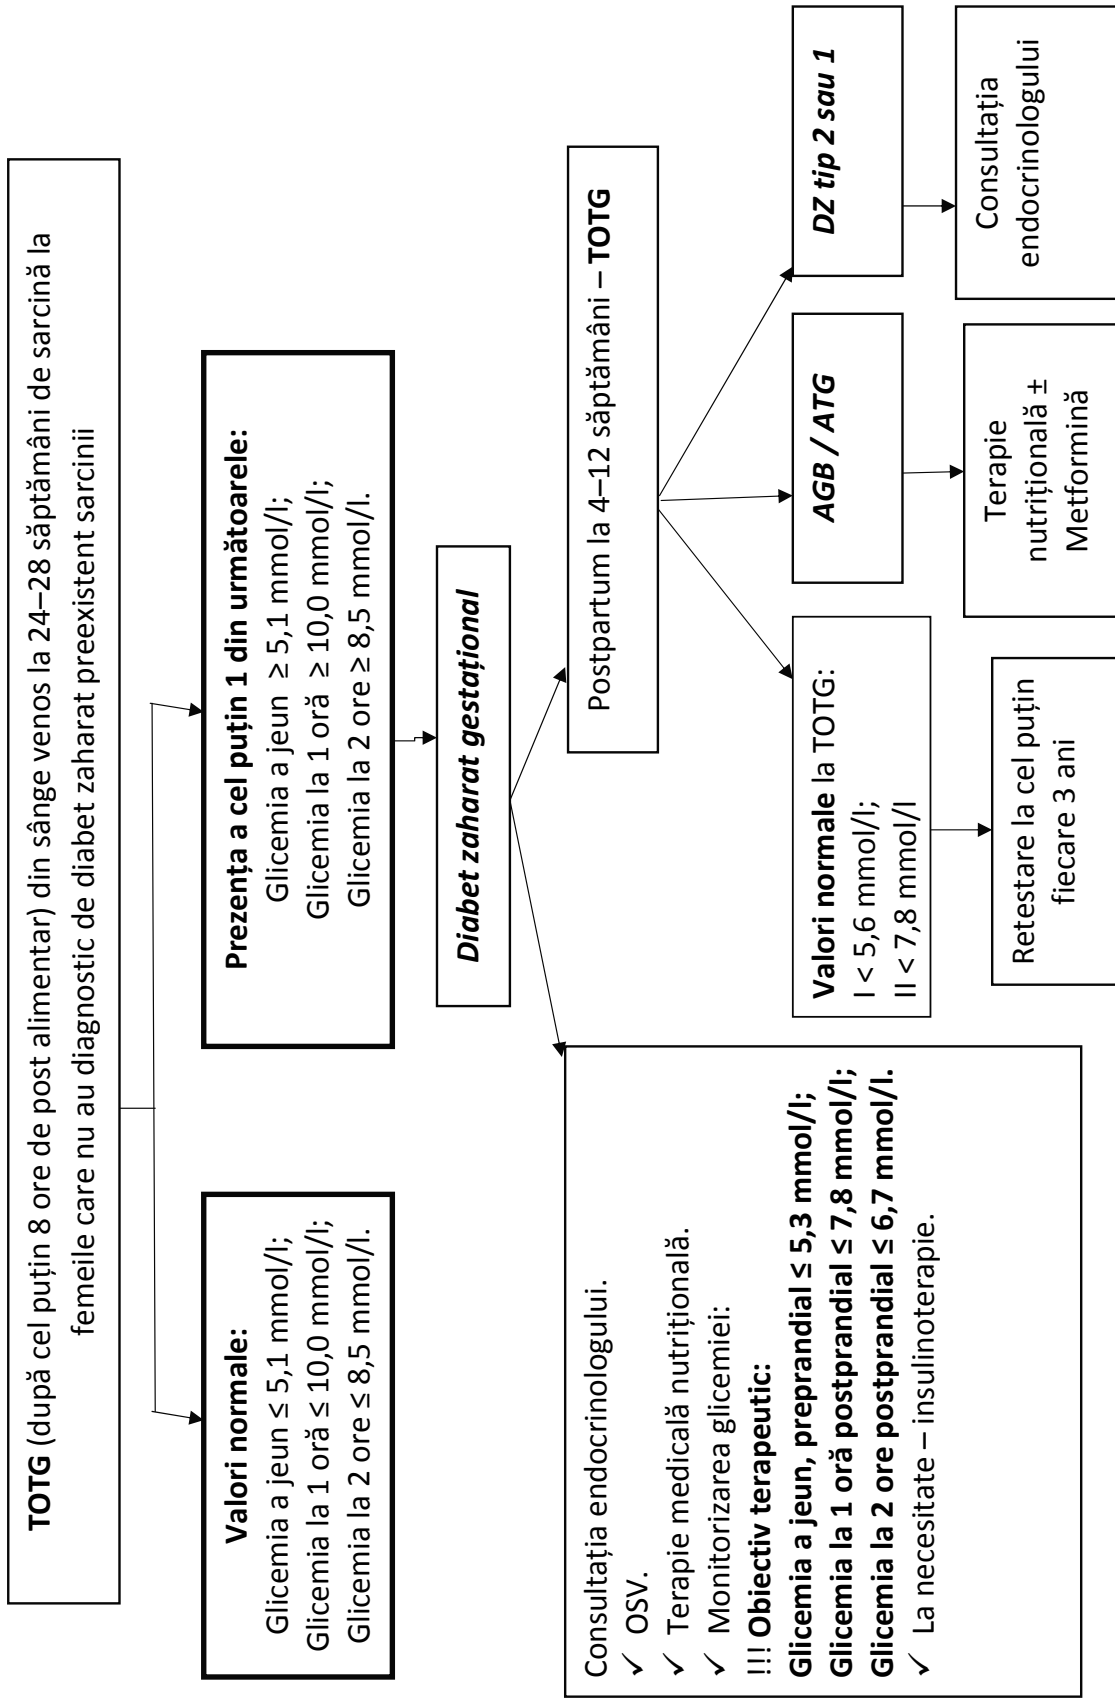 TOTG (după cel puțin 8 ore de post alimentar) din sânge venos la 24–28 săptămâni de sarcină la
femeile care nu au diagnostic de diabet zaharat preexistent sarcinii
Valori normale:
Glicemia a jeun ≤ 5,1 mmol/l;
Glicemia la 1 oră ≤ 10,0 mmol/l;
Glicemia la 2 ore ≤ 8,5 mmol/l.
Prezența a cel puțin 1 din următoarele:
Glicemia a jeun ≥ 5,1 mmol/l;
Glicemia la 1 oră ≥ 10,0 mmol/l;
Glicemia la 2 ore ≥ 8,5 mmol/l.
Diabet zaharat gestațional
Consultația endocrinologului.
✓ OSV.
✓ Terapie medicală nutrițională.
✓ Monitorizarea glicemiei:
!!! Obiectiv terapeutic:
Glicemia a jeun, preprandial ≤ 5,3 mmol/l;
Glicemia la 1 oră postprandial ≤ 7,8 mmol/l;
Glicemia la 2 ore postprandial ≤ 6,7 mmol/l.
✓ La necesitate – insulinoterapie.
Postpartum la 4–12 săptămâni – TOTG
Valori normale la TOTG:
I < 5,6 mmol/l;
II < 7,8 mmol/l
AGB / ATG
DZ tip 2 sau 1
Retestare la cel puțin
fiecare 3 ani
Terapie
nutrițională ±
Metformină
Consultația
endocrinologului